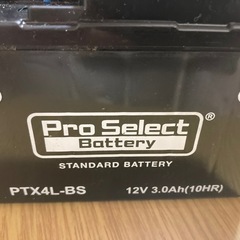 Pro Select
Battery
®
STANDARD BATTERY
PTX4L-BS 12V 3.0Ah(10HR)